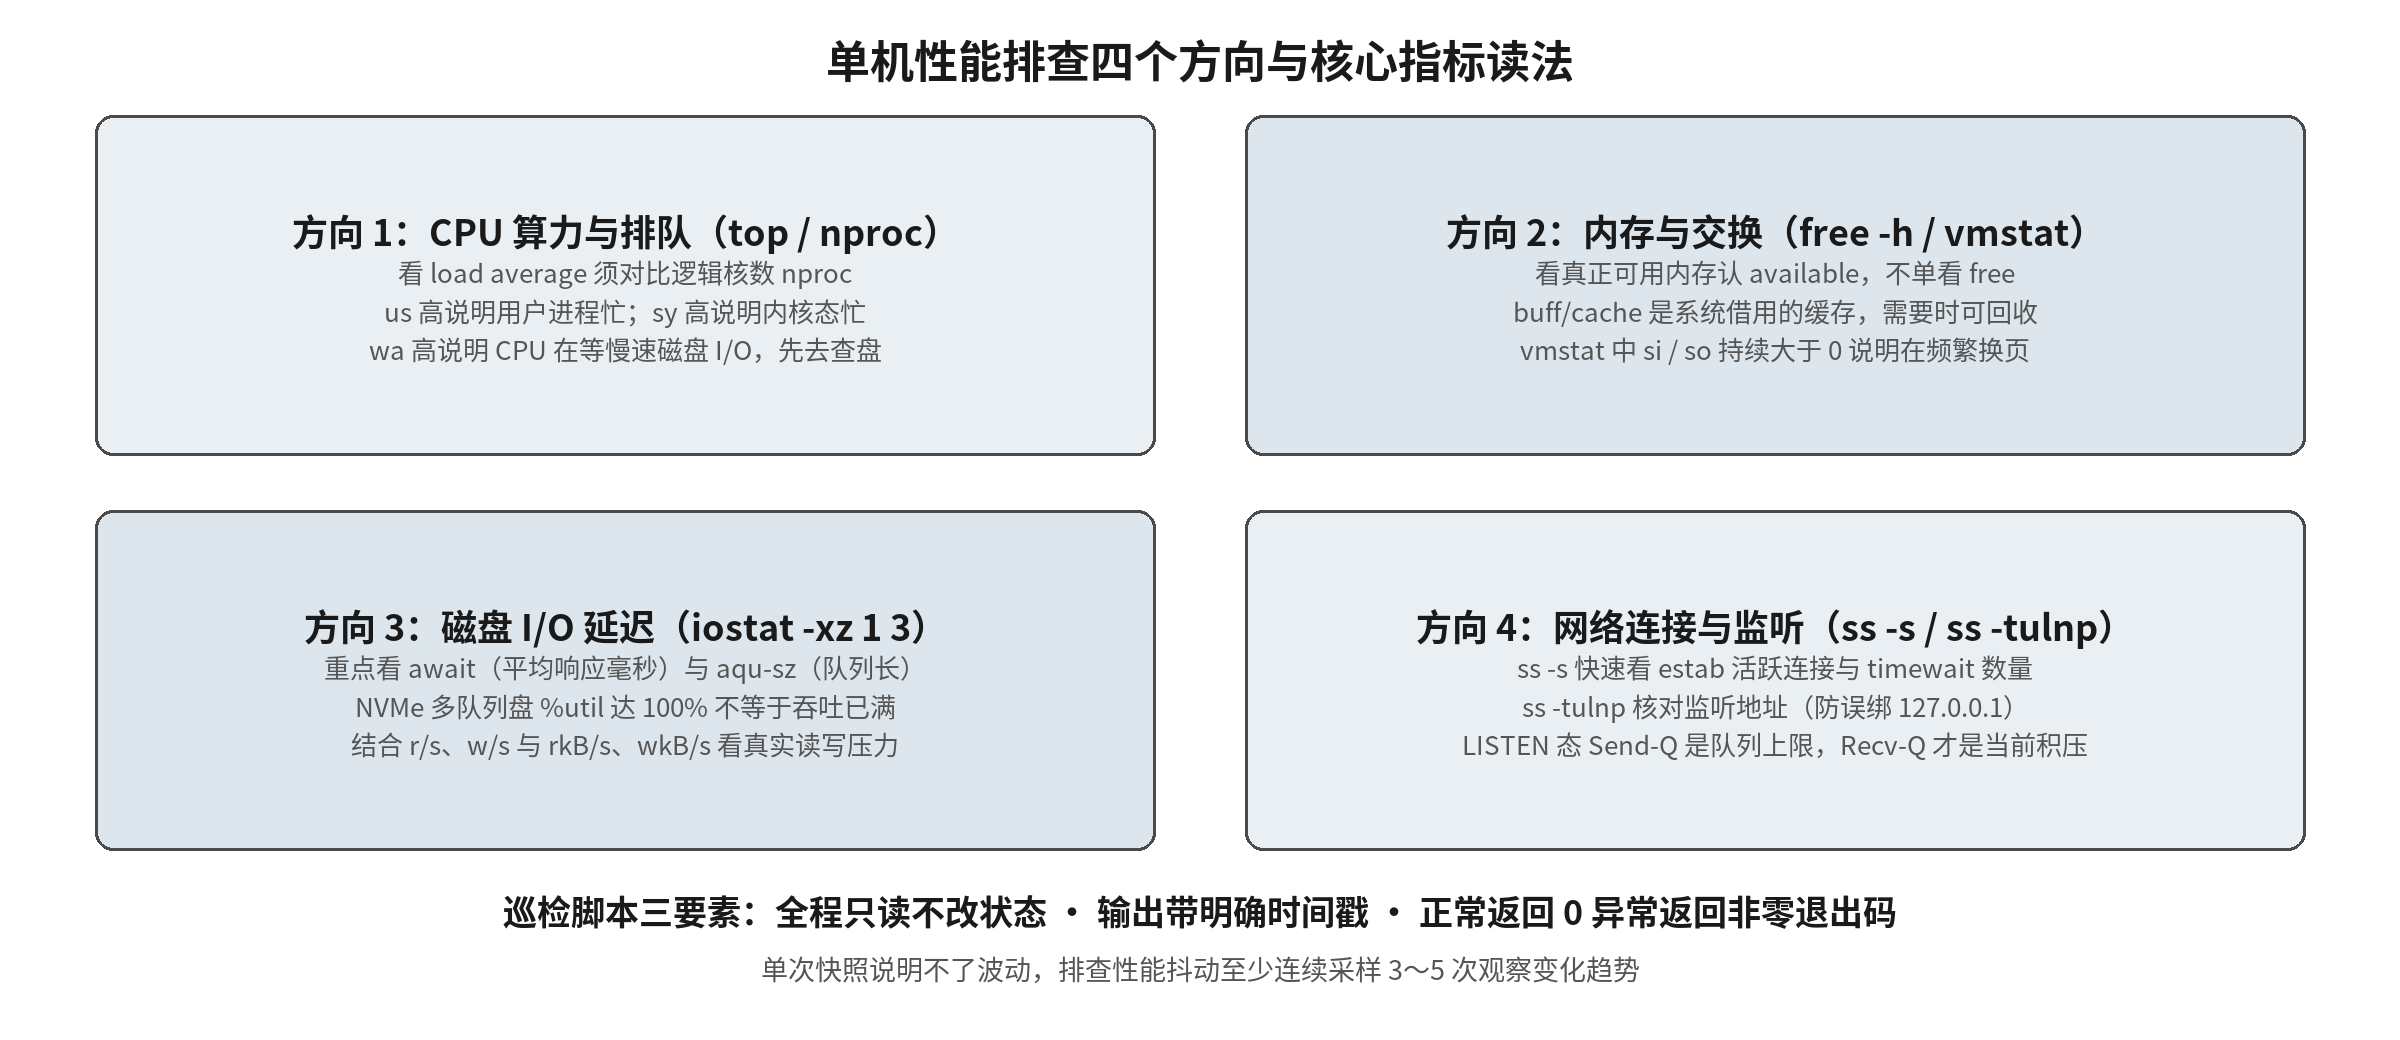 单机性能排查四个方向与核心指标读法
方向 1：CPU 算力与排队（top / nproc）
看 load average 须对比逻辑核数 nproc
us 高说明用户进程忙；sy 高说明内核态忙
wa 高说明 CPU 在等慢速磁盘 I/O，先去查盘
方向 2：内存与交换（free -h / vmstat）
看真正可用内存认 available，不单看 free
buff/cache 是系统借用的缓存，需要时可回收
vmstat 中 si / so 持续大于 0 说明在频繁换页
方向 3：磁盘 I/O 延迟（iostat -xz 1 3）
重点看 await（平均响应毫秒）与 aqu-sz（队列长）
NVMe 多队列盘 %util 达 100% 不等于吞吐已满
结合 r/s、w/s 与 rkB/s、wkB/s 看真实读写压力
方向 4：网络连接与监听（ss -s / ss -tulnp）
ss -s 快速看 estab 活跃连接与 timewait 数量
ss -tulnp 核对监听地址（防误绑 127.0.0.1）
LISTEN 态 Send-Q 是队列上限，Recv-Q 才是当前积压
巡检脚本三要素：全程只读不改状态 · 输出带明确时间戳 · 正常返回 0 异常返回非零退出码
单次快照说明不了波动，排查性能抖动至少连续采样 3～5 次观察变化趋势